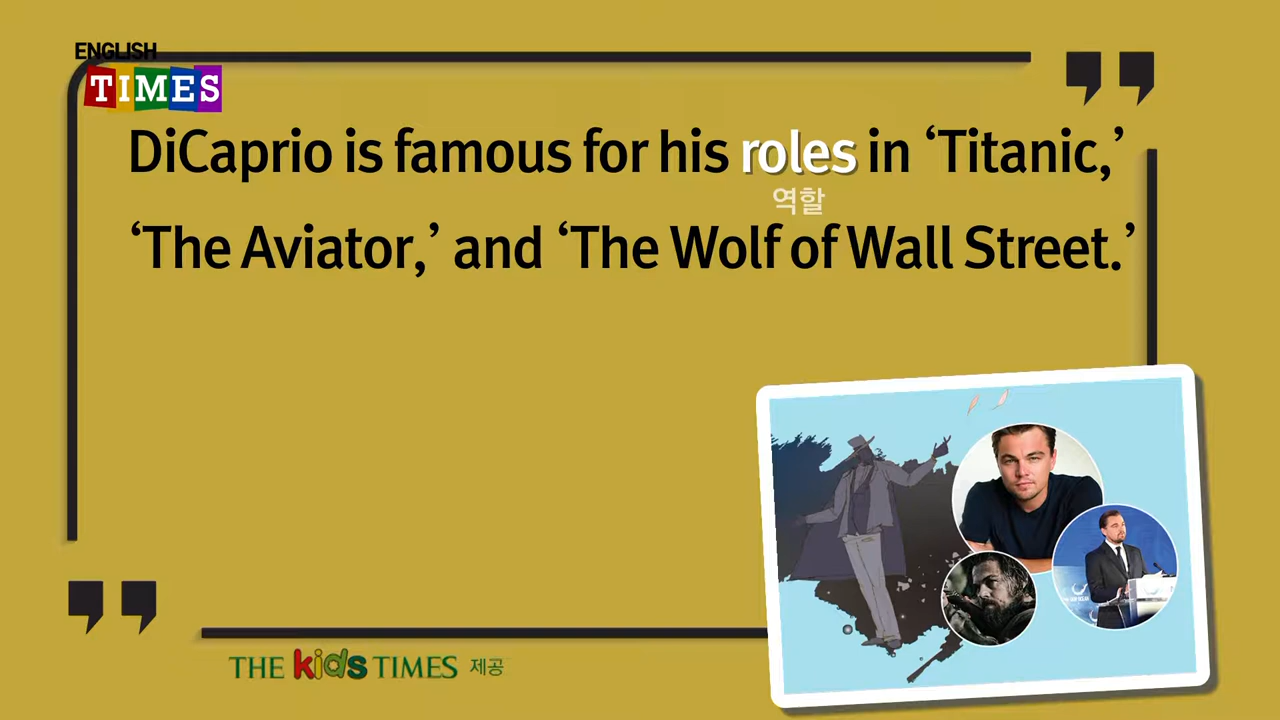 ENGLISH
TIMES
DiCaprio is famous for his roles in ‘Titanic,’
역할
‘The Aviator,’ and ‘The Wolf of Wall Street.’
THE kids TIMES 제공